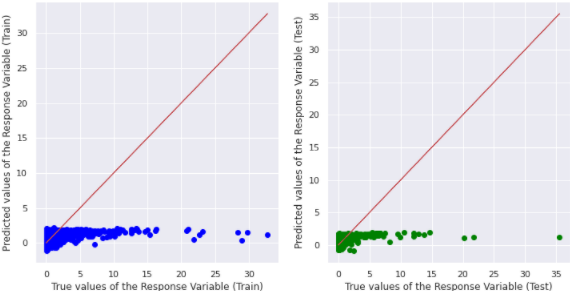 Predicted values of the Response Variable (Train)
30
25
20
15
10
5
0
0 5 10 15 20 25 30
True values of the Response Variable (Train)
Predicted values of the Response Variable (Test)
35
30
25
20
15
10
5
0
0 5 10 15 20 25 30 35
True values of the Response Variable (Test)